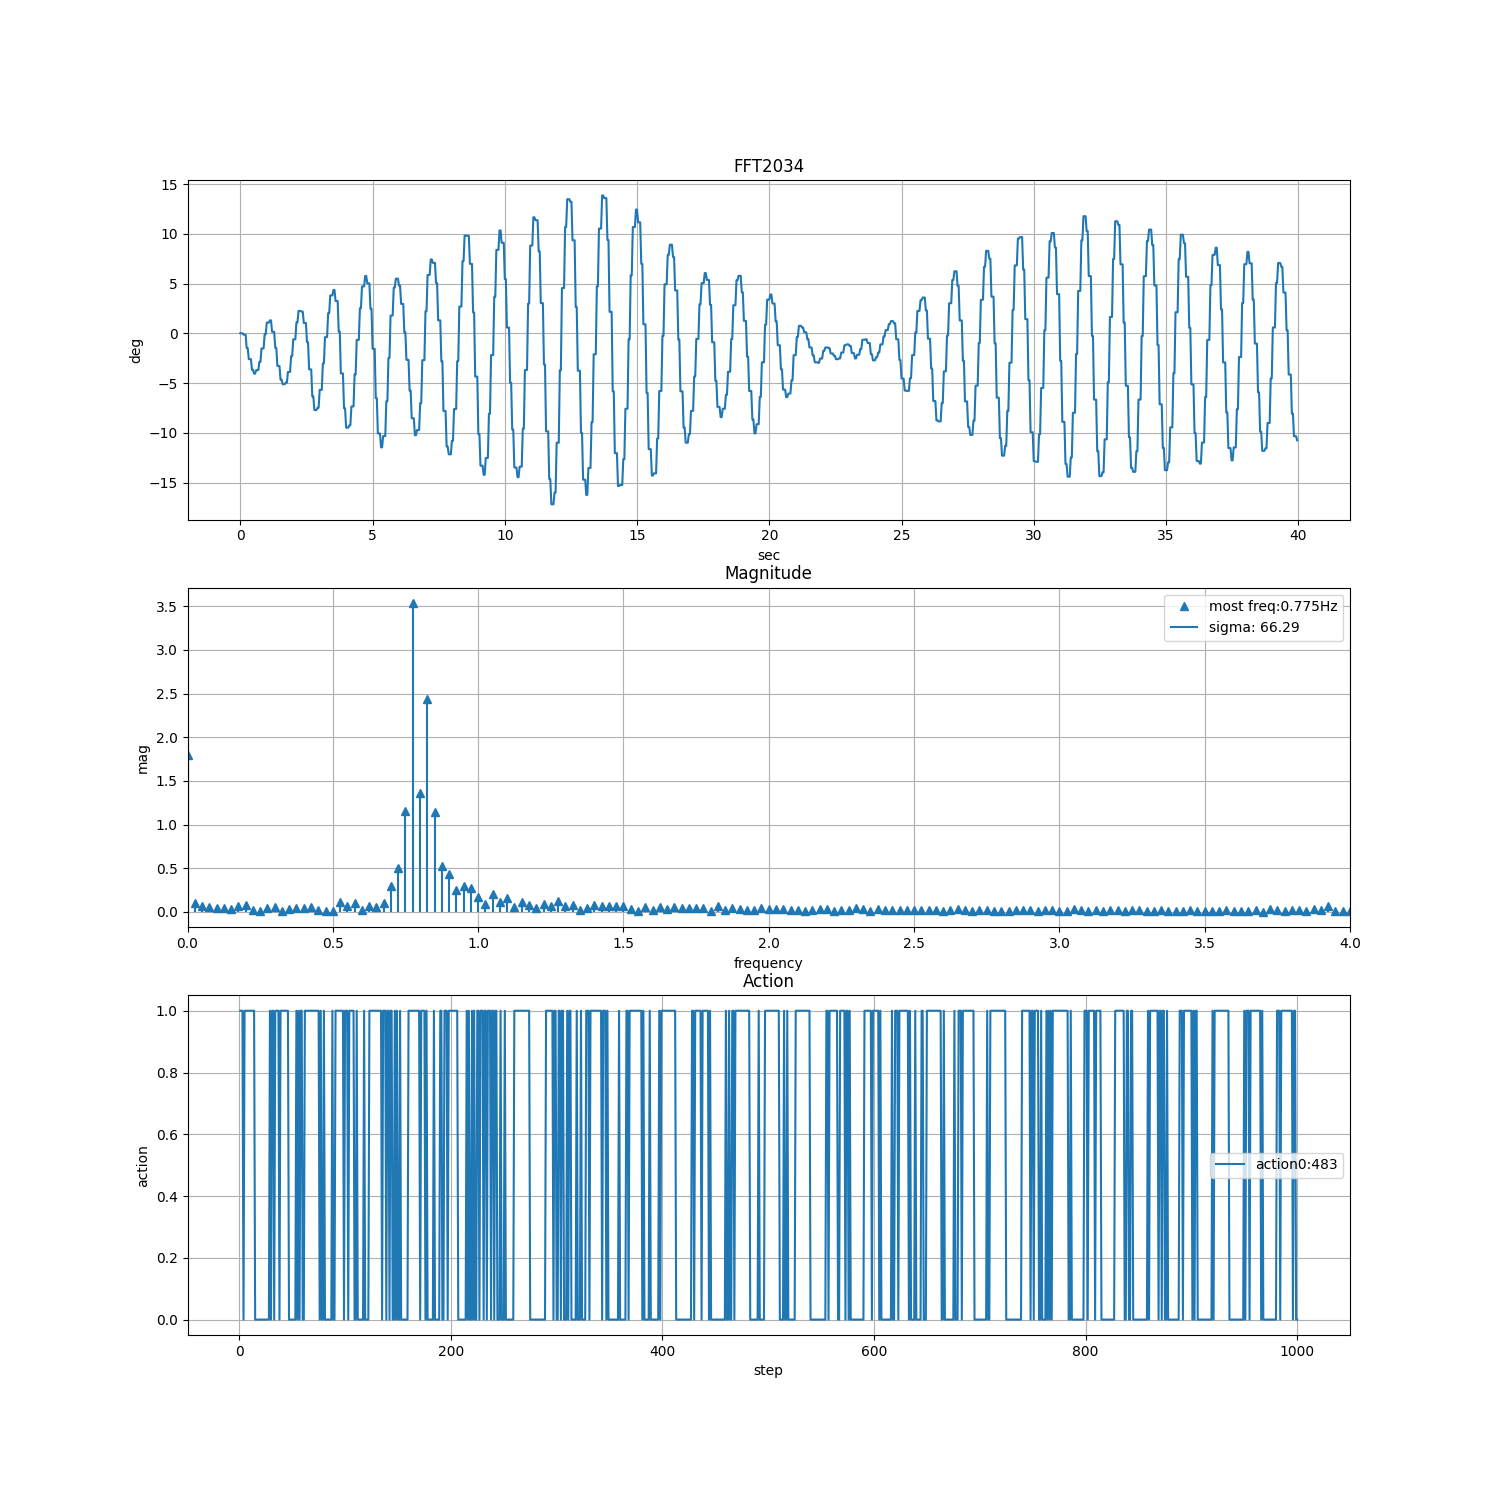 FFT2034
15
10
5
0
−5
−10
−15
deg
0 5 10 15 20 25 30 35 40
sec
Magnitude
3.5
3.0
2.5
2.0
1.5
1.0
0.5
0.0
mag
most freq:0.775Hz
sigma: 66.29
0.0 0.5 1.0 1.5 2.0 2.5 3.0 3.5 4.0
frequency
Action
1.0
0.8
0.6
0.4
0.2
0.0
action
action0:483
0 200 400 600 800 1000
step